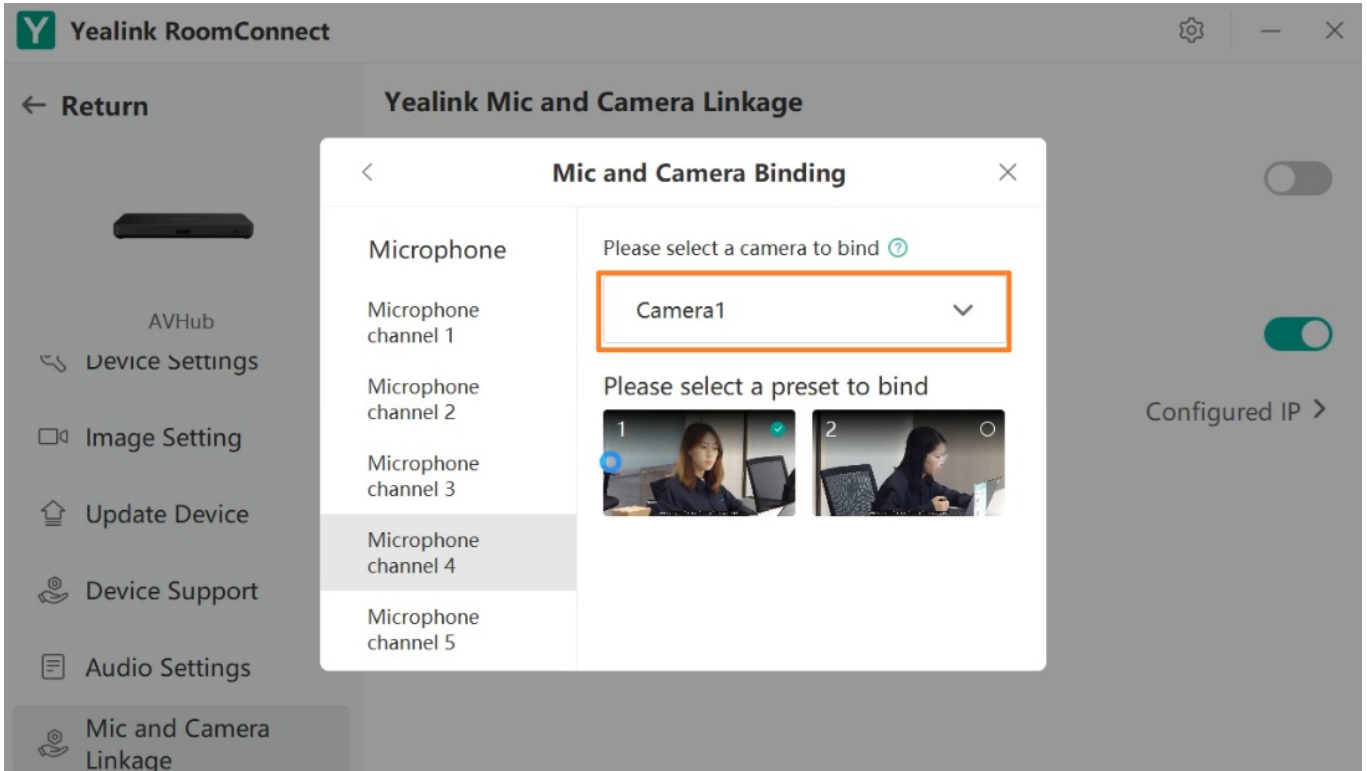 Y Yealink RoomConnect
← Return
Yealink Mic and Camera Linkage
Mic and Camera Binding
Microphone
Please select a camera to bind ?
Microphone
channel 1
Camera1
AVHub
Device Settings
Microphone
channel 2
Please select a preset to bind
Configured IP >
1
2
Image Setting
Microphone
channel 3
Update Device
Microphone
channel 4
Device Support
Microphone
channel 5
Audio Settings
Mic and Camera
Linkage